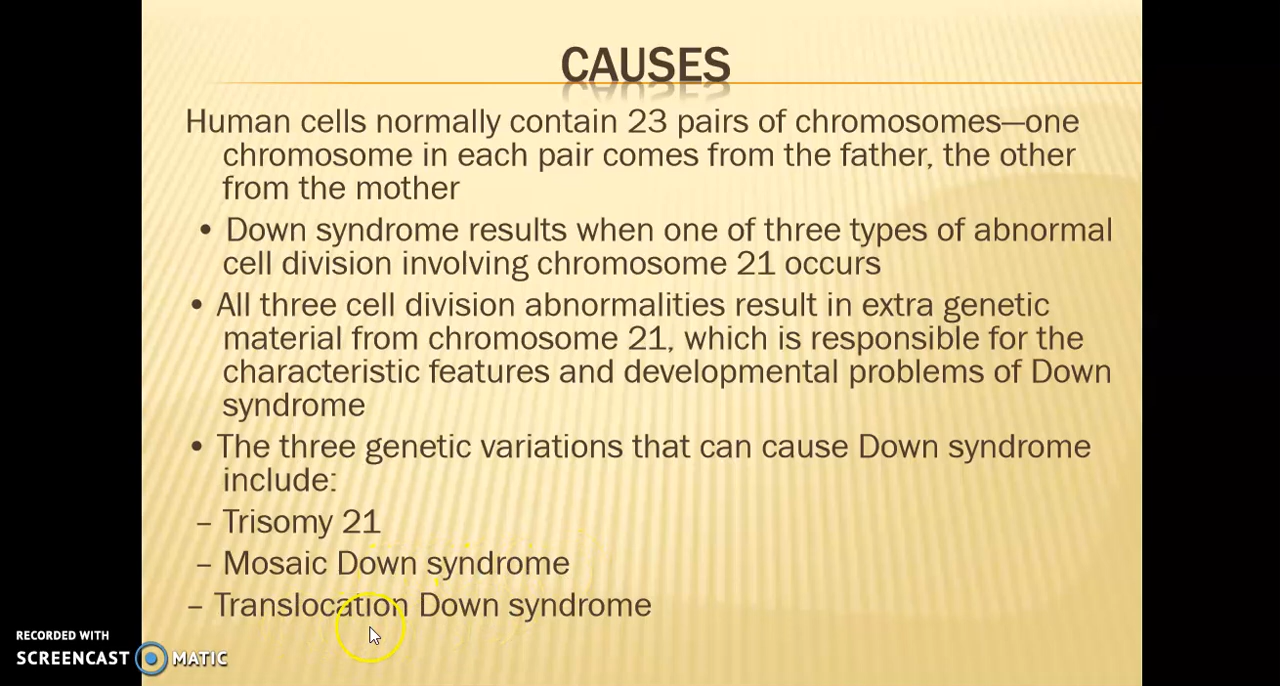 CAUSES
Human cells normally contain 23 pairs of chromosomes—one
chromosome in each pair comes from the father, the other
from the mother
• Down syndrome results when one of three types of abnormal
cell division involving chromosome 21 occurs
• All three cell division abnormalities result in extra genetic
material from chromosome 21, which is responsible for the
characteristic features and developmental problems of Down
syndrome
• The three genetic variations that can cause Down syndrome
include:
– Trisomy 21
– Mosaic Down syndrome
– Translocation Down syndrome
RECORDED WITH
SCREENCAST MATIC